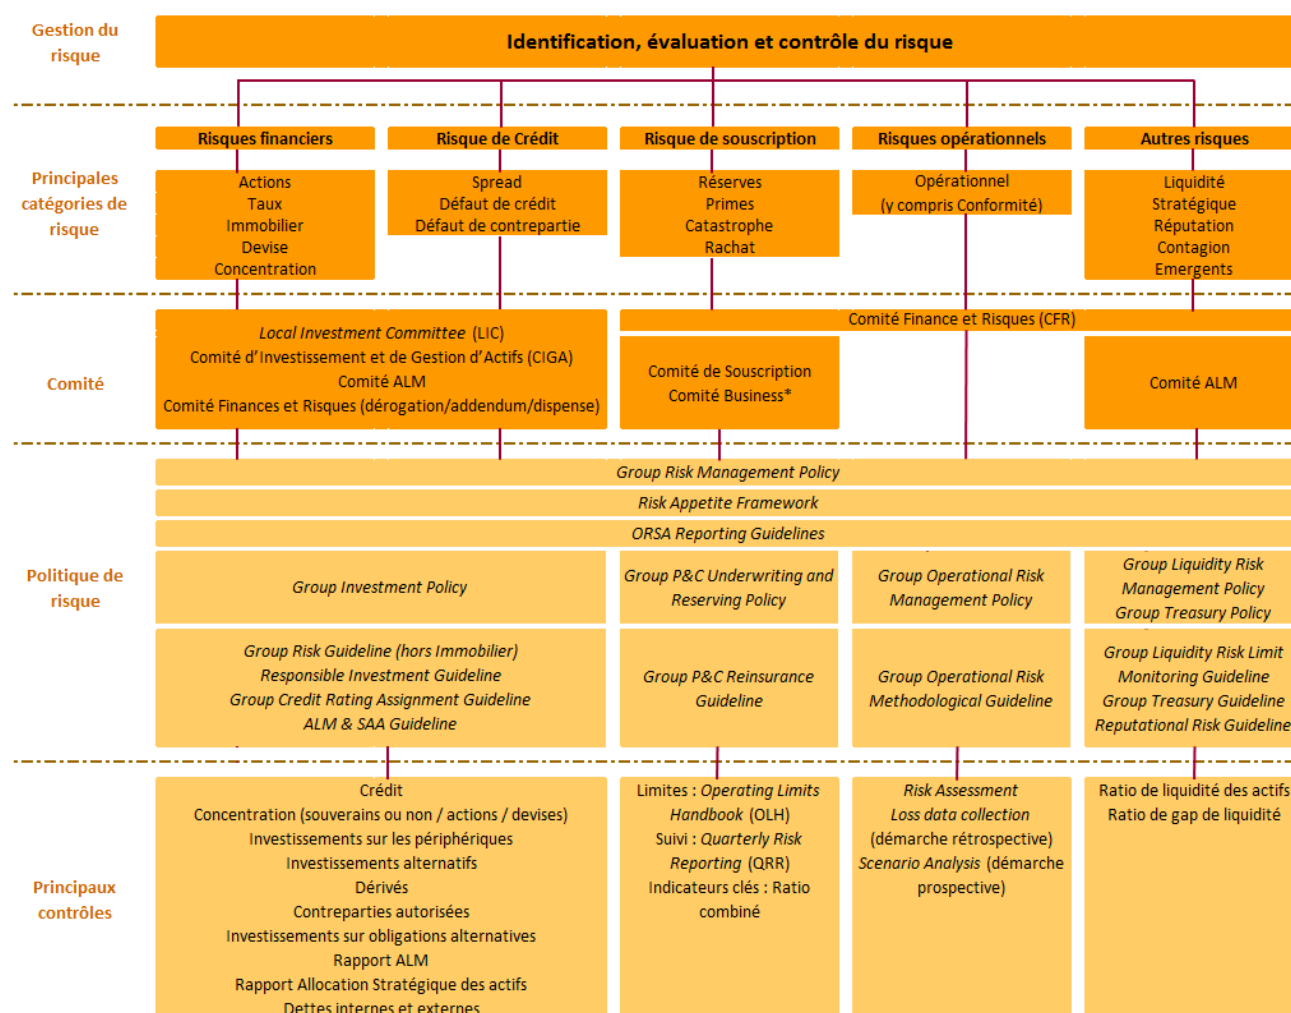 Gestion du
risque
Identification, évaluation et contrôle du risque
Principales
catégories de
risque
Risques financiers
Actions
Taux
Immobilier
Devise
Concentration
Risque de Crédit
Spread
Défaut de crédit
Défaut de contrepartie
Risque de souscription
Réserves
Primes
Catastrophe
Rachat
Risques opérationnels
Opérationnel
(y compris Conformité)
Autres risques
Liquidité
Stratégique
Réputation
Contagion
Emergents
Comité
Local Investment Committee (LIC)
Comité d'Investissement et de Gestion d'Actifs (CIGA)
Comité ALM
Comité Finances et Risques (dérogation/addendum/dispense)
Comité Finance et Risques (CFR)
Comité de Souscription
Comité Business*
Comité ALM
Politique de
risque
Group Risk Management Policy
Risk Appetite Framework
ORSA Reporting Guidelines
Group Investment Policy
Group P&C Underwriting and
Reserving Policy
Group Operational Risk
Management Policy
Group Liquidity Risk
Management Policy
Group Treasury Policy
Group Risk Guideline (hors Immobilier)
Responsible Investment Guideline
Group Credit Rating Assignment Guideline
ALM & SAA Guideline
Group P&C Reinsurance
Guideline
Group Operational Risk
Methodological Guideline
Group Liquidity Risk Limit
Monitoring Guideline
Group Treasury Guideline
Reputational Risk Guideline
Principaux
contrôles
Crédit
Concentration (souverains ou non / actions / devises)
Investissements sur les périphériques
Investissements alternatifs
Dérivés
Contreparties autorisées
Investissements sur obligations alternatives
Rapport ALM
Rapport Allocation Stratégique des actifs
Dettes internes et externes
Limites : Operating Limits
Handbook (OLH)
Suivi : Quarterly Risk
Reporting (QRR)
Indicateurs clés : Ratio
combiné
Risk Assessment
Loss data collection
(démarche rétrospective)
Scenario Analysis (démarche
prospective)
Ratio de liquidité des actifs
Ratio de gap de liquidité